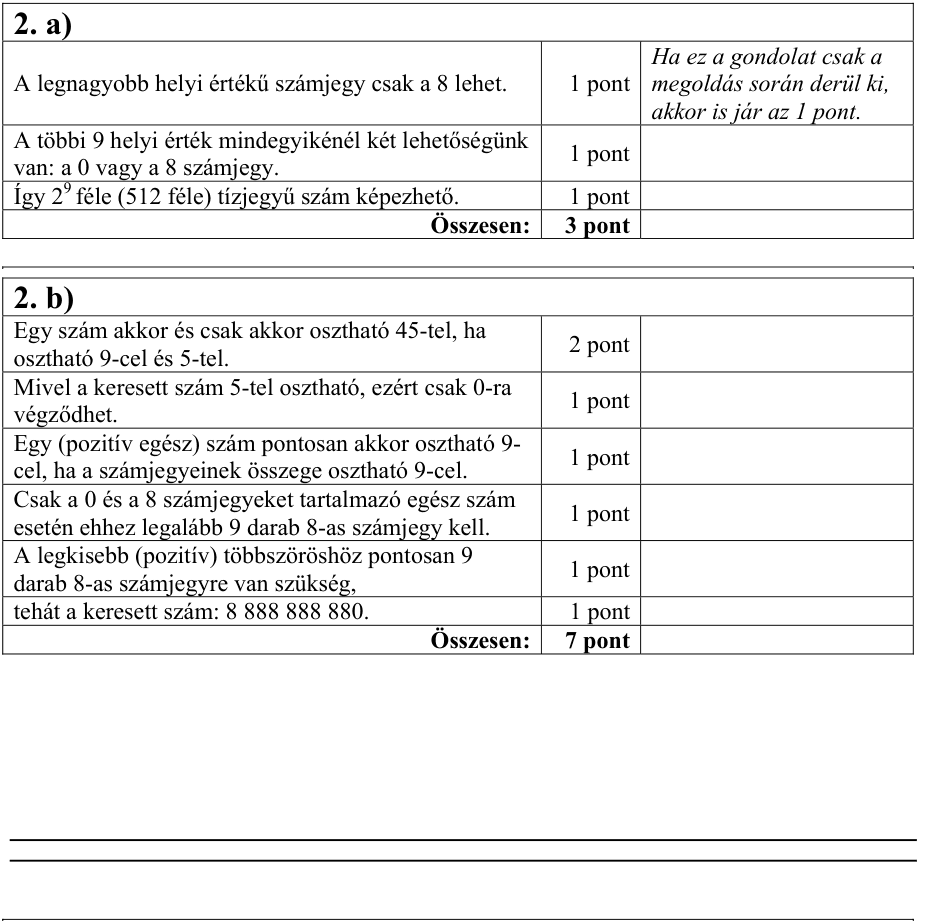 2. a)
A legnagyobb helyi értékű számjegy csak a 8 lehet.
1 pont
Ha ez a gondolat csak a
megoldás során derül ki,
akkor is jár az 1 pont.
A többi 9 helyi érték mindegyikénél két lehetőségünk
van: a 0 vagy a 8 számjegy.
1 pont
Így 2⁹ féle (512 féle) tízjegyű szám képezhető.
1 pont
Összesen:
3 pont
2. b)
Egy szám akkor és csak akkor osztható 45-tel, ha
osztható 9-cel és 5-tel.
2 pont
Mivel a keresett szám 5-tel osztható, ezért csak 0-ra
végződhet.
1 pont
Egy (pozitív egész) szám pontosan akkor osztható 9-
cel, ha a számjegyeinek összege osztható 9-cel.
1 pont
Csak a 0 és a 8 számjegyeket tartalmazó egész szám
esetén ehhez legalább 9 darab 8-as számjegy kell.
1 pont
A legkisebb (pozitív) többszöröshöz pontosan 9
darab 8-as számjegyre van szükség,
1 pont
tehát a keresett szám: 8 888 888 880.
1 pont
Összesen:
7 pont